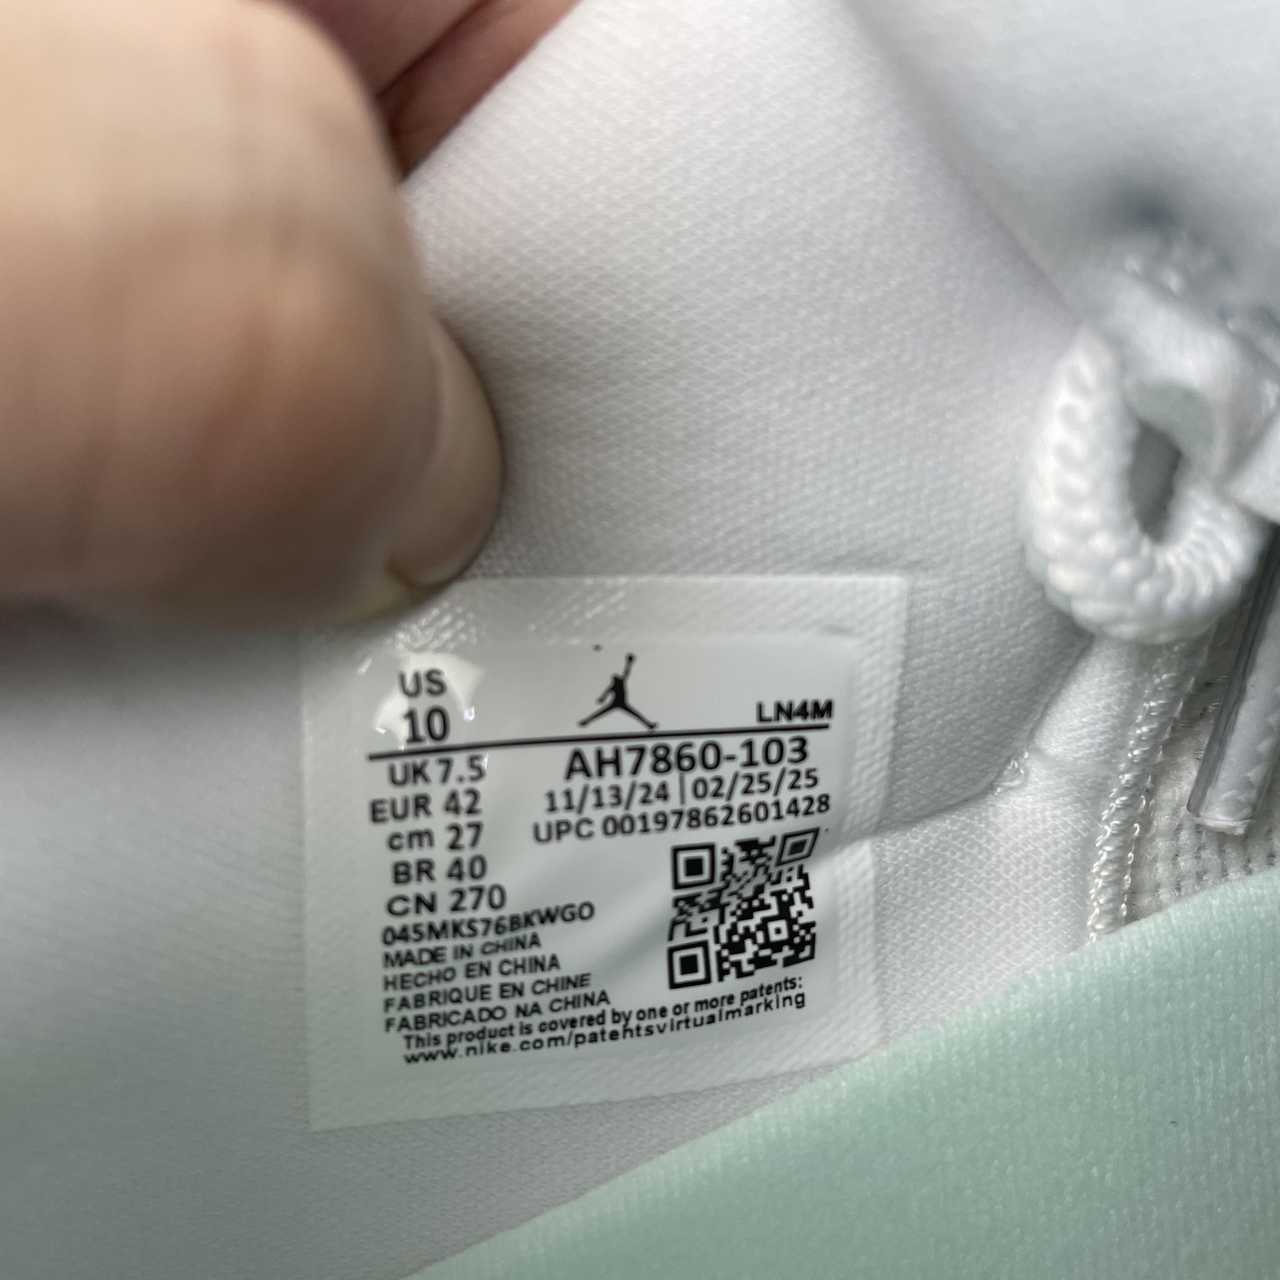 US
10
LN4M
UK 7.5
AH7860-103
EUR 42
11/13/24 | 02/25/25
cm 27
UPC 00197862601428
BR 40
CN 270
045MKS76BKWGO
MADE IN CHINA
HECHO EN CHINA
FABRIQUE EN CHINE
FABRICADO NA CHINA
This product is covered by one or more patents:
www.nike.com/patentsvirtualmarking